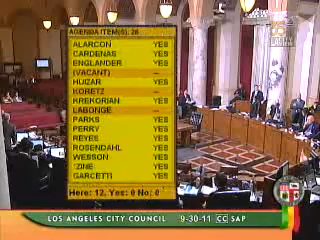 AGENDA ITEM(S): 26
ALARCON YES
CARDENAS YES
ENGLANDER YES
(VACANT) --
HUIZAR YES
KORETZ --
KREKORIAN YES
LABONGE --
PARKS YES
PERRY YES
REYES YES
ROSENDAHL YES
WESSON YES
*ZINE YES
GARCETTI YES
Here: 12, Yes: 0 No: 0
LOS ANGELES CITY COUNCIL 9-30-11 CC SAP